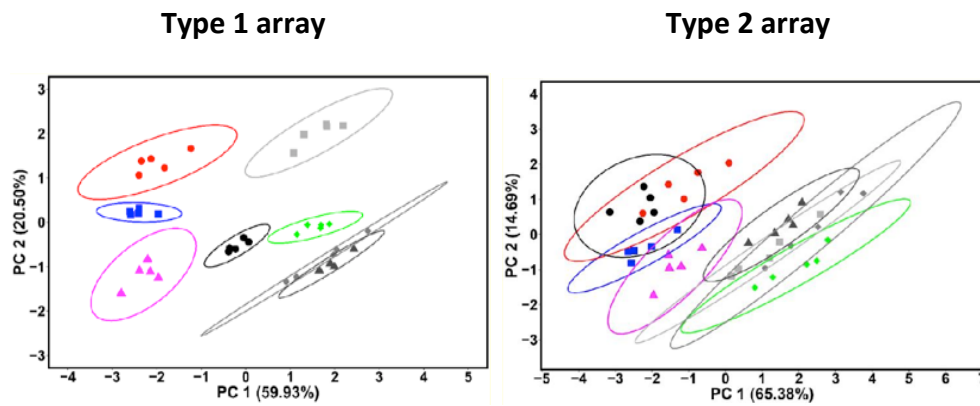 Type 1 array
Type 2 array
3
2
1
0
−1
−2
−3
PC 2 (20.50%)
−4 −3 −2 −1 0 1 2 3 4 5
PC 1 (59.93%)
4
3
2
1
0
−1
−2
−3
PC 2 (14.69%)
−5 −4 −3 −2 −1 0 1 2 3 4 5 6 7
PC 1 (65.38%)